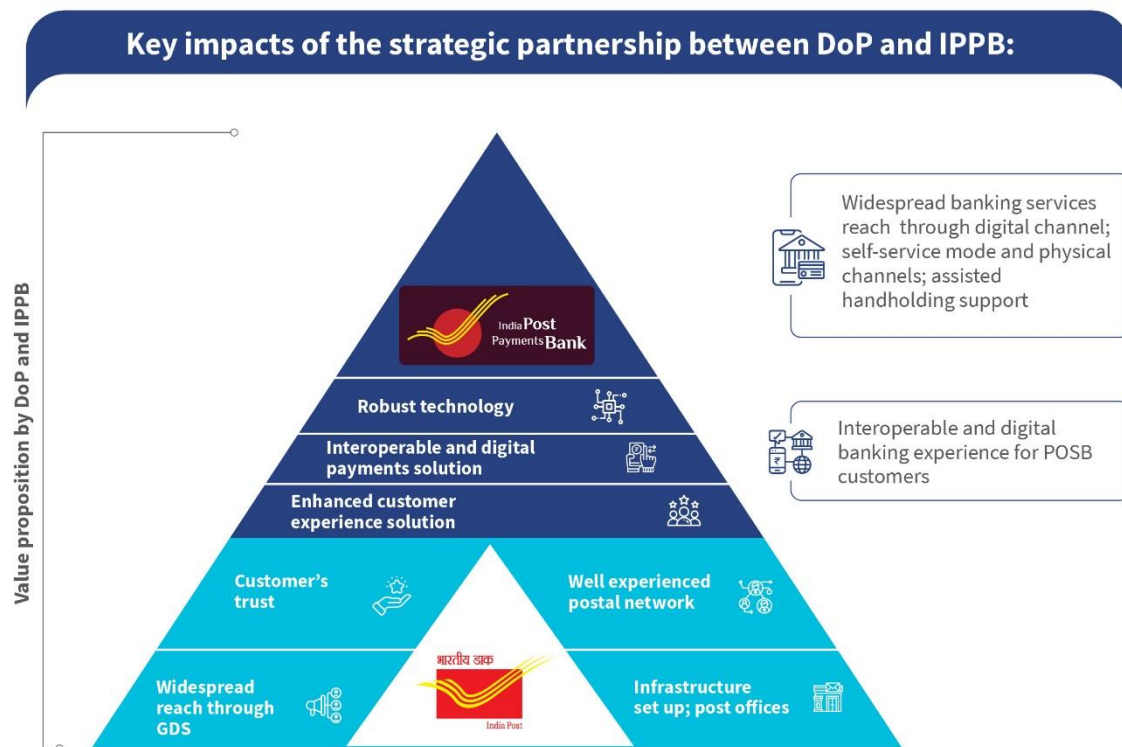 Key impacts of the strategic partnership between DoP and IPPB:
Value proposition by DoP and IPPB
India Post
Payments Bank
Robust technology
Interoperable and digital
payments solution
Enhanced customer
experience solution
Customer's
trust
Well experienced
postal network
Widespread
reach through
GDS
भारतीय डाक
India Post
Infrastructure
set up; post offices
Widespread banking services
reach through digital channel;
self-service mode and physical
channels; assisted
handholding support
₹
Interoperable and digital
banking experience for POSB
customers